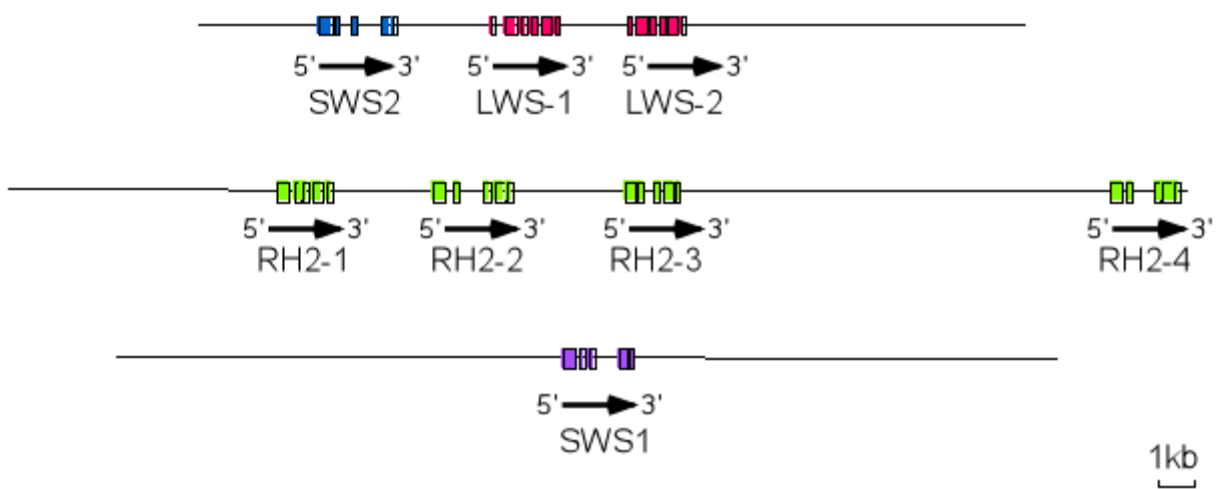 5' 3' 5' 3' 5' 3'
SWS2 LWS-1 LWS-2
5' 3' 5' 3' 5' 3' 5' 3'
RH2-1 RH2-2 RH2-3 RH2-4
5' 3'
SWS1
1kb